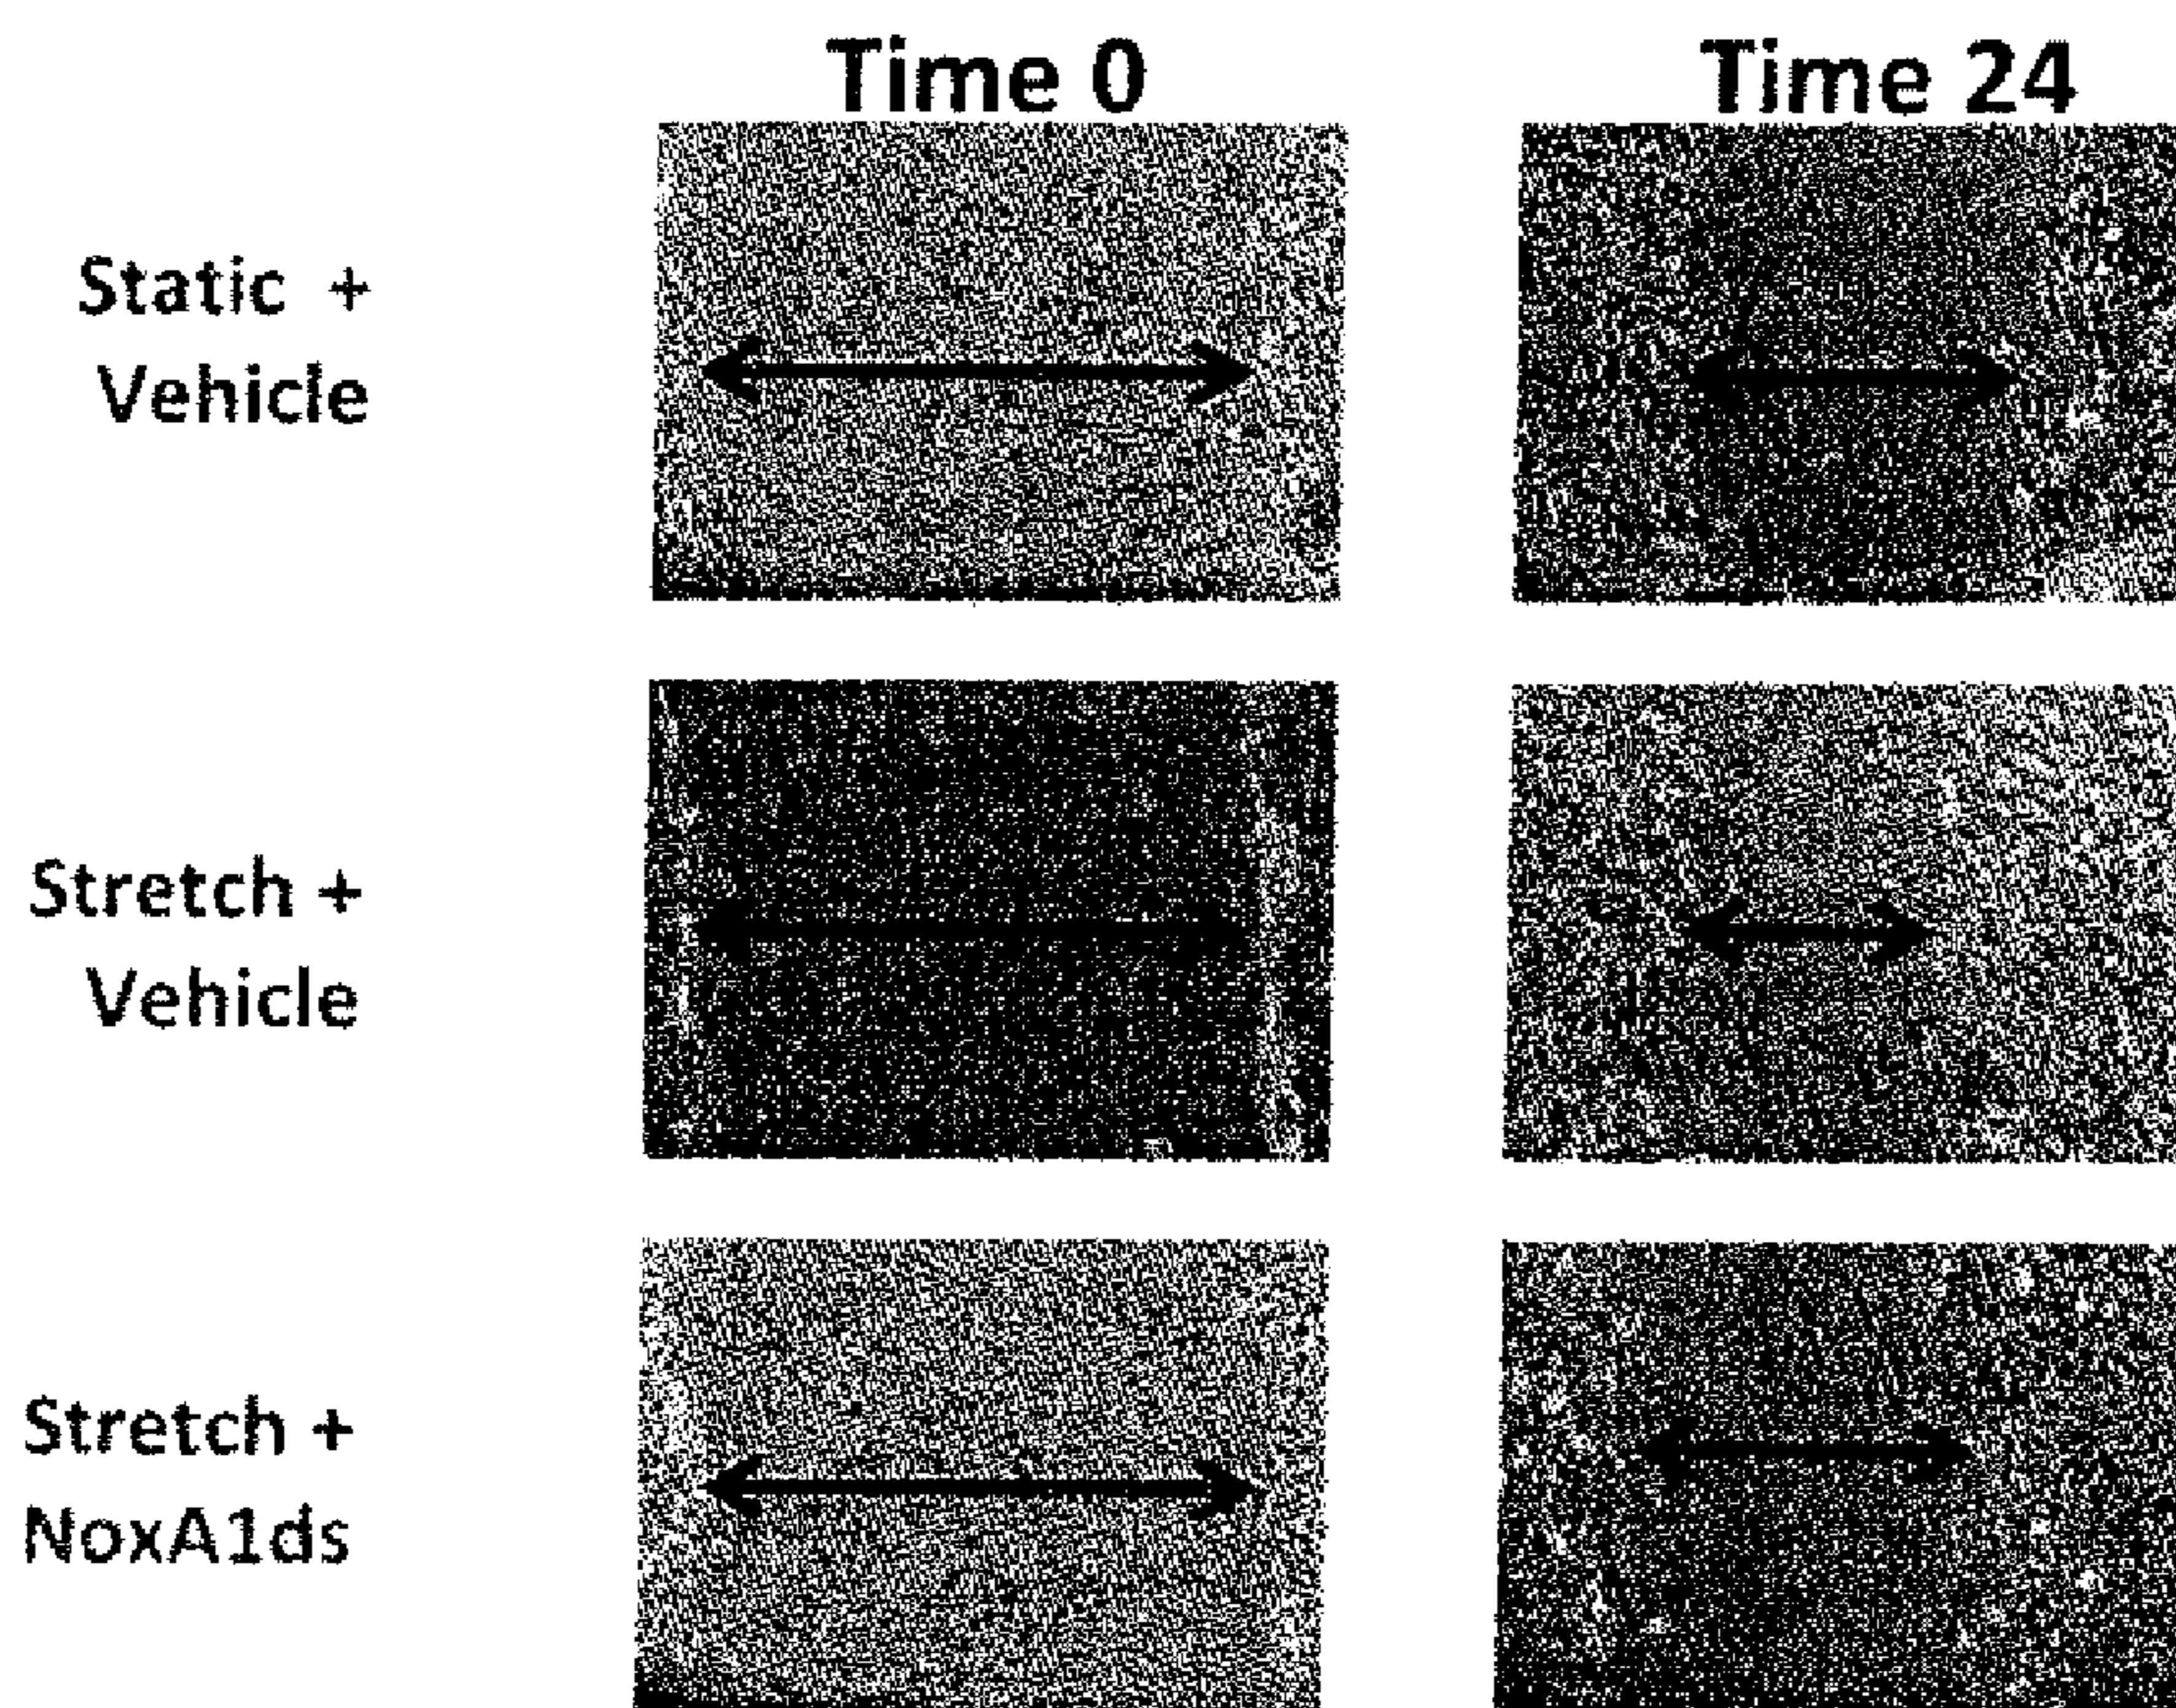 Time 0
Time 24
Static +
Vehicle
Stretch +
Vehicle
Stretch +
NoxA1ds